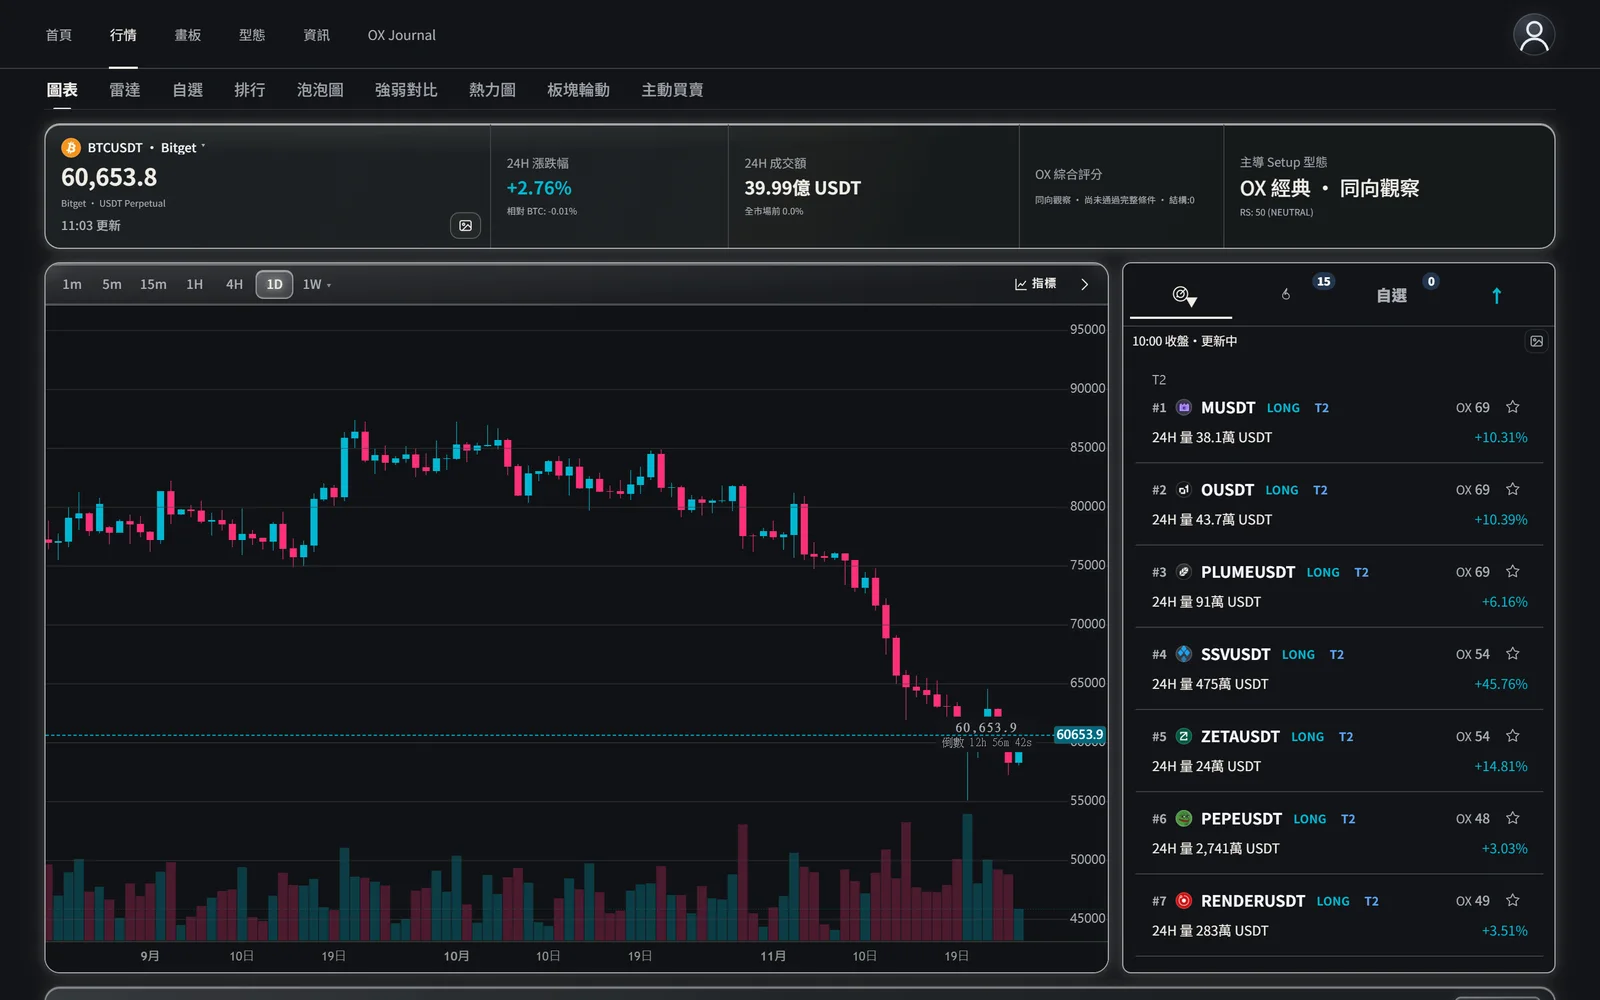 首頁 行情 畫板 型態 資訊 OX Journal
圖表 雷達 自選 排行 泡泡圖 強弱對比 熱力圖 板塊輪動 主動買賣
BTCUSDT • Bitget
60,653.8
Bitget • USDT Perpetual
11:03 更新
24H 漲跌幅
+2.76%
相對 BTC: -0.01%
24H 成交額
39.99億 USDT
全市場前 0.0%
OX 綜合評分
同向觀察 • 尚未通過完整條件 • 結構:0
主導 Setup 型態
OX 經典 • 同向觀察
RS: 50 (NEUTRAL)
1m 5m 15m 1H 4H 1D 1W 指標
95000
90000
85000
80000
75000
70000
65000
60,653.9
60653.9
倒數 12h 56m 42s
60000
55000
50000
45000
9月 10日 19日 10月 10日 19日 11月 10日 19日
15 自選 0
10:00 收盤 • 更新中
T2
#1 MUSDT LONG T2 OX 69
24H 量 38.1萬 USDT +10.31%
#2 OUSDT LONG T2 OX 69
24H 量 43.7萬 USDT +10.39%
#3 PLUMEUSDT LONG T2 OX 69
24H 量 91萬 USDT +6.16%
#4 SSVUSDT LONG T2 OX 54
24H 量 475萬 USDT +45.76%
#5 ZETAUSDT LONG T2 OX 54
24H 量 24萬 USDT +14.81%
#6 PEPEUSDT LONG T2 OX 48
24H 量 2,741萬 USDT +3.03%
#7 RENDERUSDT LONG T2 OX 49
24H 量 283萬 USDT +3.51%